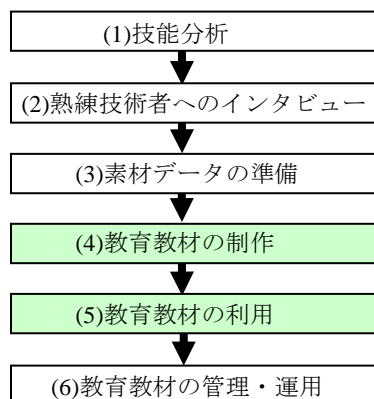 (1)技能分析
(2)熟練技術者へのインタビュー
(3)素材データの準備
(4)教育教材の制作
(5)教育教材の利用
(6)教育教材の管理・運用